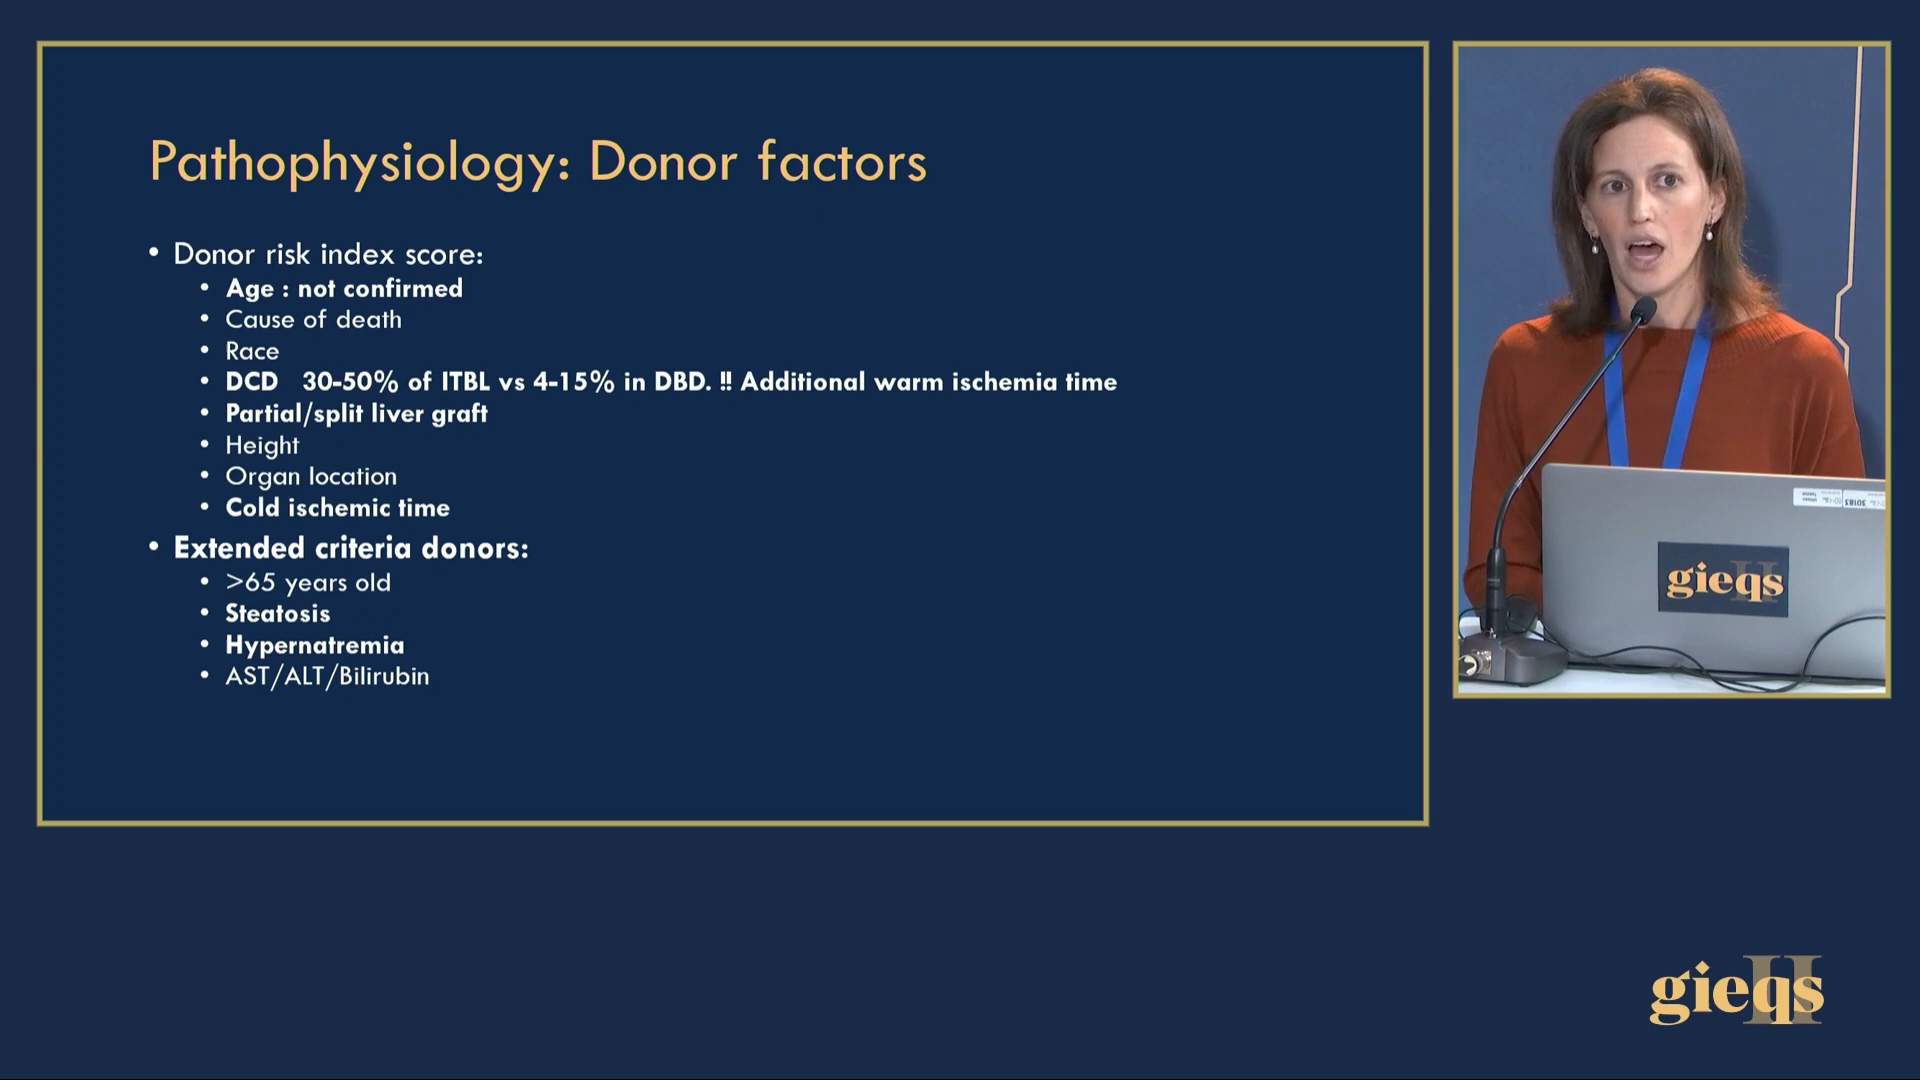 Pathophysiology: Donor factors
• Donor risk index score:
• Age : not confirmed
• Cause of death
• Race
• DCD 30-50% of ITBL vs 4-15% in DBD. !! Additional warm ischemia time
• Partial/split liver graft
• Height
• Organ location
• Cold ischemic time
• Extended criteria donors:
• >65 years old
• Steatosis
• Hypernatremia
• AST/ALT/Bilirubin
gieqs II
gieqs II